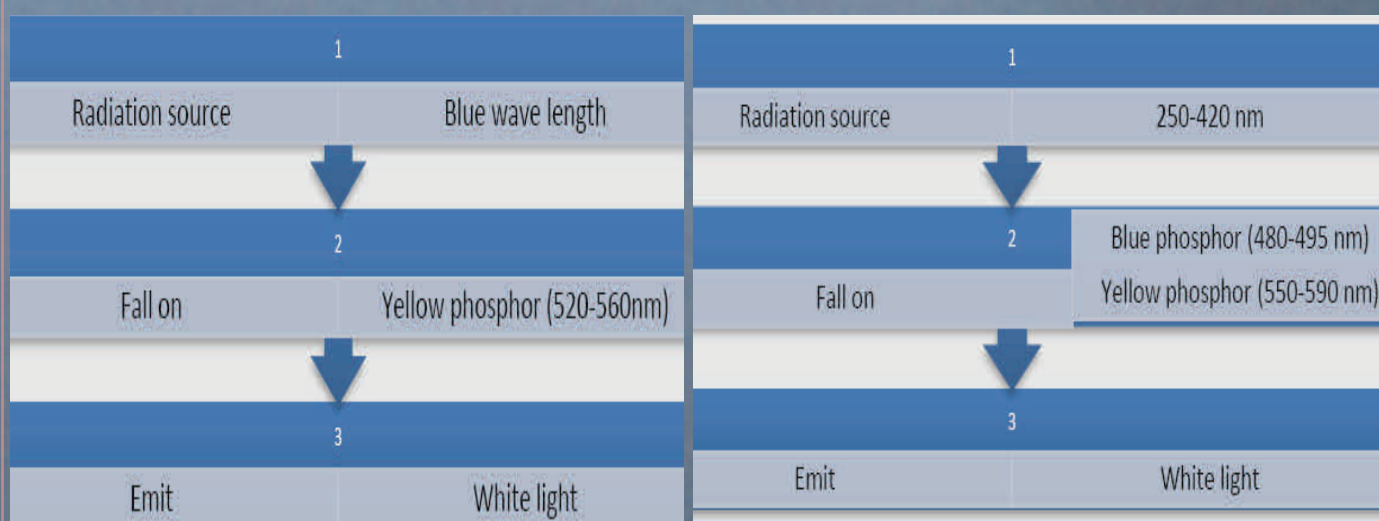 1
Radiation source Blue wave length
2
Fall on Yellow phosphor (520-560nm)
3
Emit White light
1
Radiation source 250-420 nm
2 Blue phosphor (480-495 nm)
Fall on Yellow phosphor (550-590 nm)
3
Emit White light